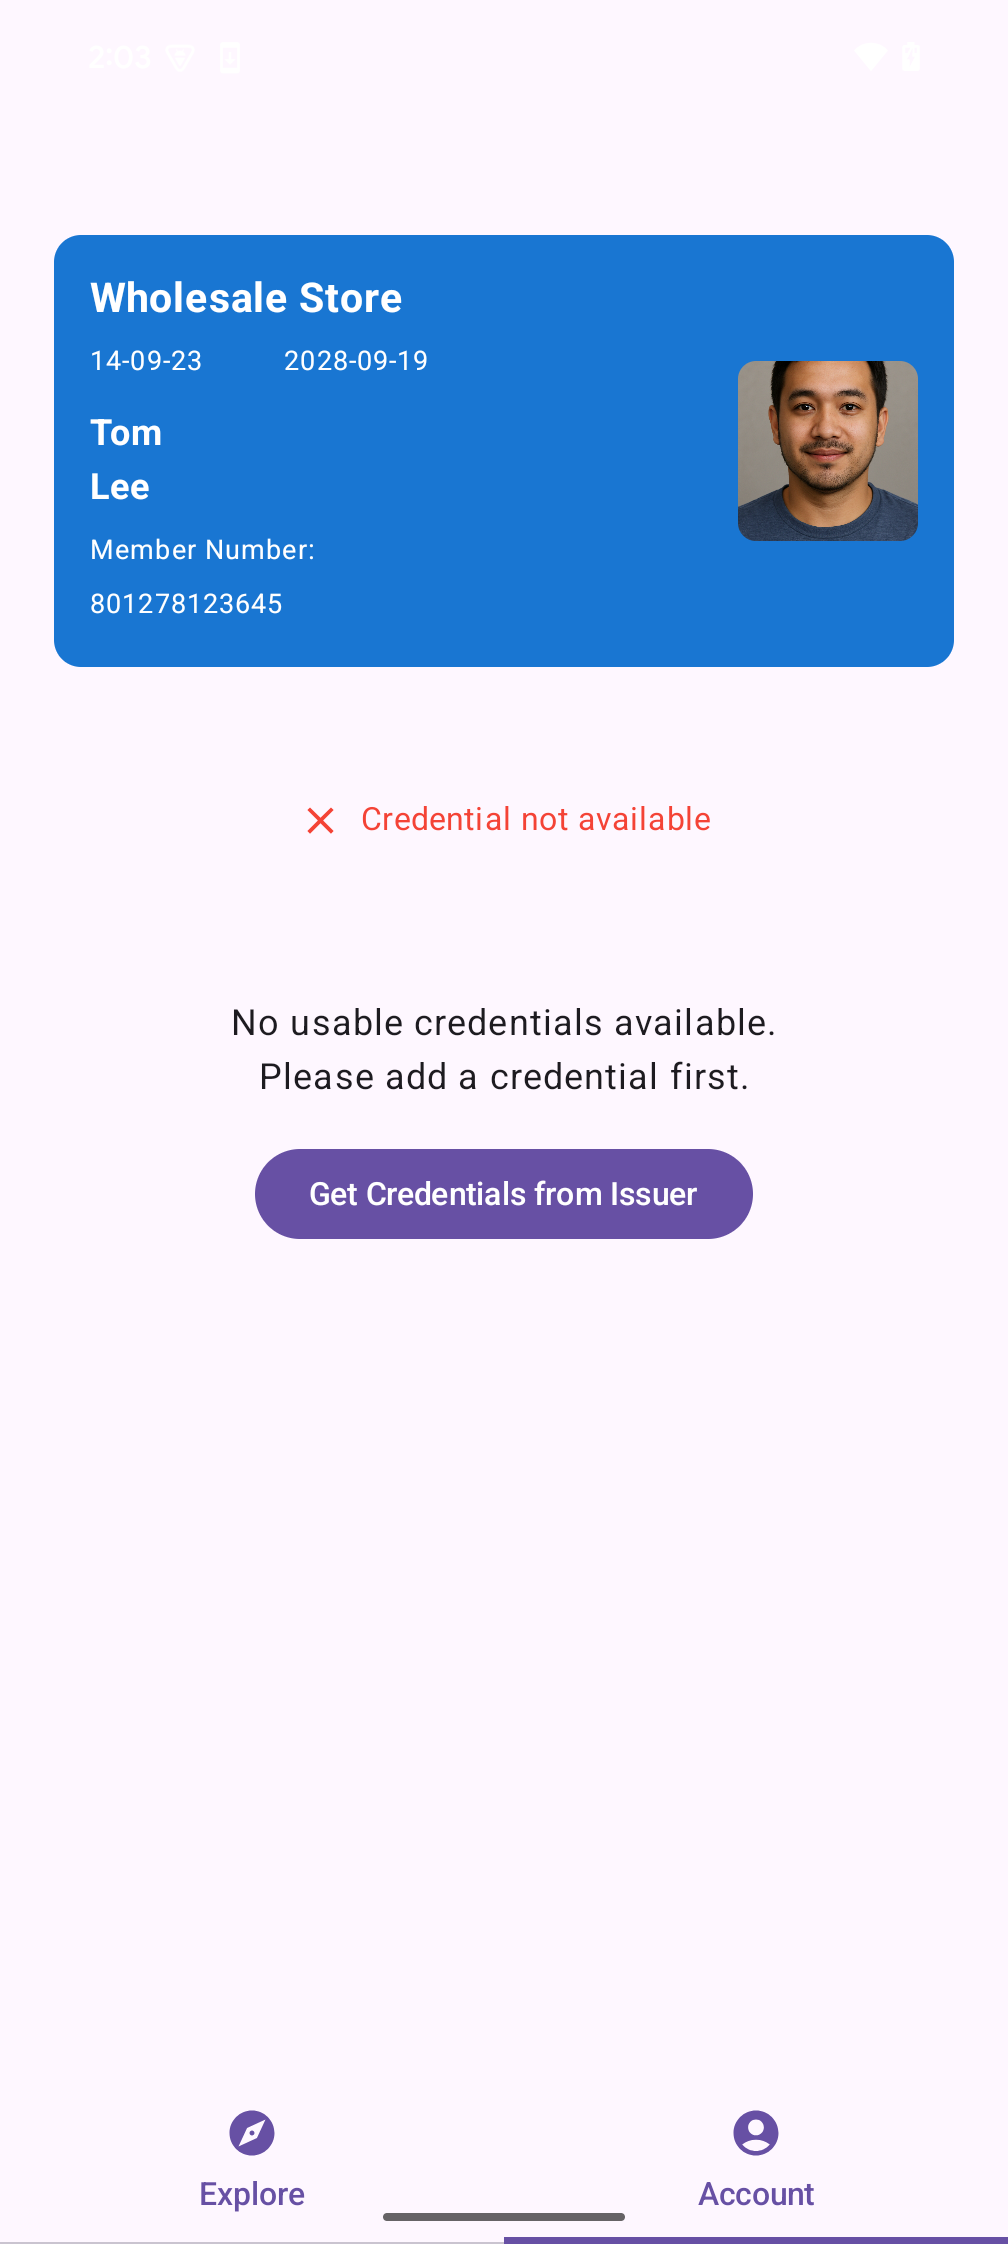 2:03
Wholesale Store
14-09-23 2028-09-19
Tom
Lee
Member Number:
801278123645
Credential not available
No usable credentials available.
Please add a credential first.
Get Credentials from Issuer
Explore
Account